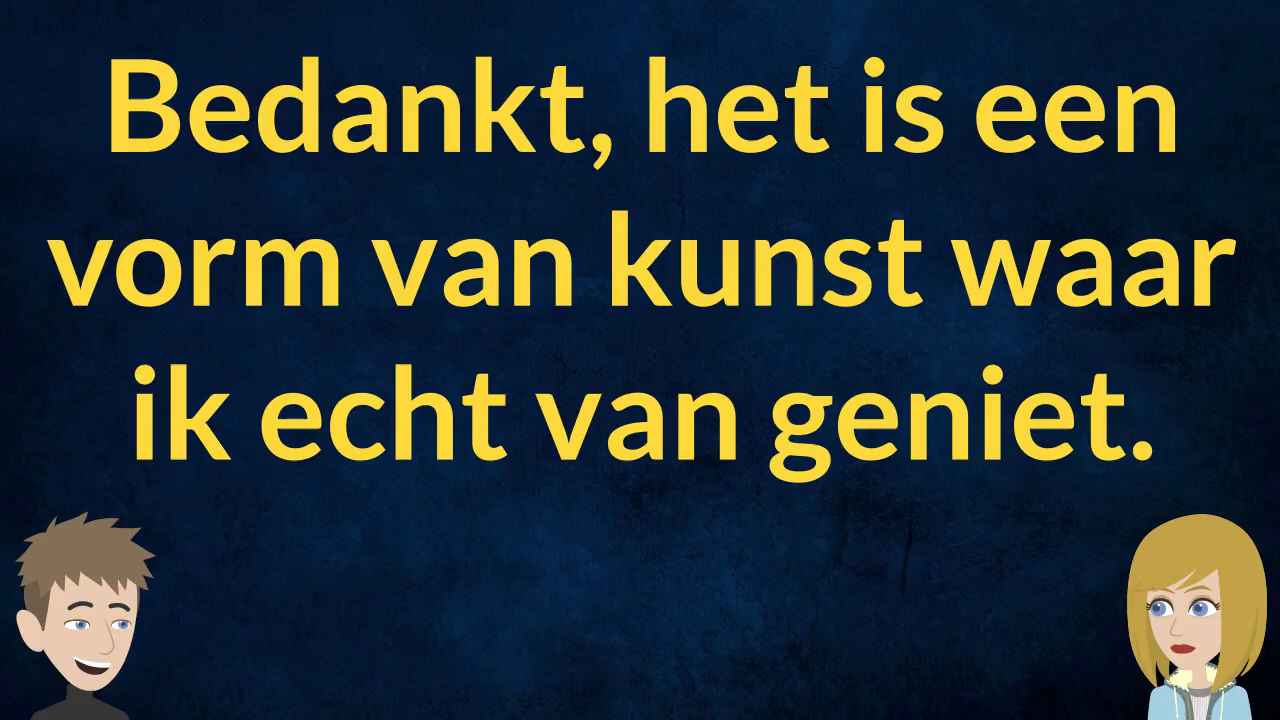 Bedankt, het is een
vorm van kunst waar
ik echt van geniet.